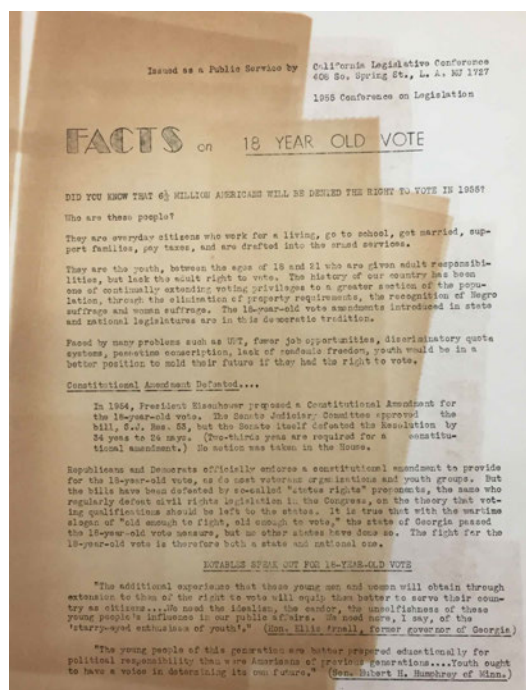 Issued as a Public Service by California Legislative Conference
406 So. Spring St., L. A. MU 1727
1955 Conference on Legislation
FACTS on 18 YEAR OLD VOTE
DID YOU KNOW THAT 6½ MILLION AMERICANS WILL BE DENIED THE RIGHT TO VOTE IN 1955?
Who are these people?
They are everyday citizens who work for a living, go to school, get married, sup-
port families, pay taxes, and are drafted into the armed services.
They are the youth, between the ages of 18 and 21 who are given adult responsibi-
lities, but lack the adult right to vote. The history of our country has been
one of continually extending voting privileges to a greater section of the popu-
lation, through the elimination of property requirements, the recognition of Negro
suffrage and woman suffrage. The 18-year-old vote amendments introduced in state
and national legislatures are in this democratic tradition.
Faced by many problems such as UMT, fewer job opportunities, discriminatory quota
systems, peacetime conscription, lack of academic freedom, youth would be in a
better position to mold their future if they had the right to vote.
Constitutional Amendment Defeated....
In 1954, President Eisenhower proposed a Constitutional Amendment for
the 18-year-old vote. The Senate Judiciary Committee approved the
bill, S.J. Res. 53, but the Senate itself defeated the Resolution by
34 yeas to 24 nays. (Two-thirds yeas are required for a constitu-
tional amendment.) No action was taken in the House.
Republicans and Democrats officially endorse a constitutional amendment to provide
for the 18-year-old vote, as do most veterans organizations and youth groups. But
the bills have been defeated by so-called "states rights" proponents, the same who
regularly defeat civil rights legislation in the Congress, on the theory that vot-
ing qualifications should be left to the states. It is true that with the wartime
slogan of "old enough to fight, old enough to vote," the state of Georgia passed
the 18-year-old vote measure, but no other states have done so. The fight for the
18-year-old vote is therefore both a state and national one.
NOTABLES SPEAK OUT FOR 18-YEAR-OLD VOTE
"The additional experience that these young men and women will obtain through
extension to them of the right to vote will equip them better to serve their coun-
try as citizens....We need the idealism, the candor, the unselfishness of these
young people's influence in our public affairs. We need more, I say, of the
'starry-eyed enthusiasm of youth'." (Hon. Ellis Arnall, former governor of Georgia)
"The young people of this generation are better prepared educationally for
political responsibility than were Americans of previous generations....Youth ought
to have a voice in determining its own future." (Sen. Hubert H. Humphrey of Minn.)